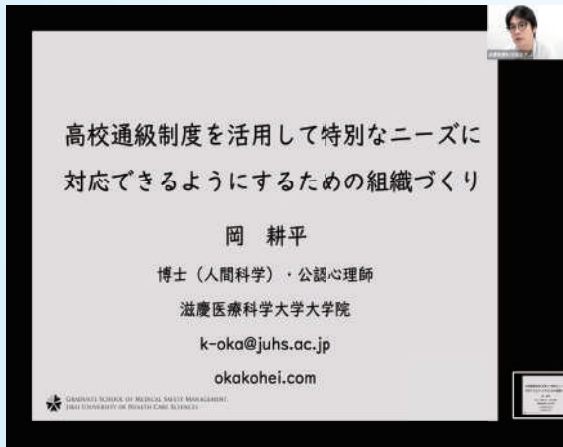 高校通級制度を活用して特別なニーズに
対応できるようにするための組織づくり
岡 耕平
博士（人間科学）・公認心理師
滋慶医療科学大学大学院
k-oka@juhs.ac.jp
okakohei.com
GRADUATE SCHOOL OF MEDICAL SAFETY MANAGEMENT,
JIKEI UNIVERSITY OF HEALTH CARE SCIENCES